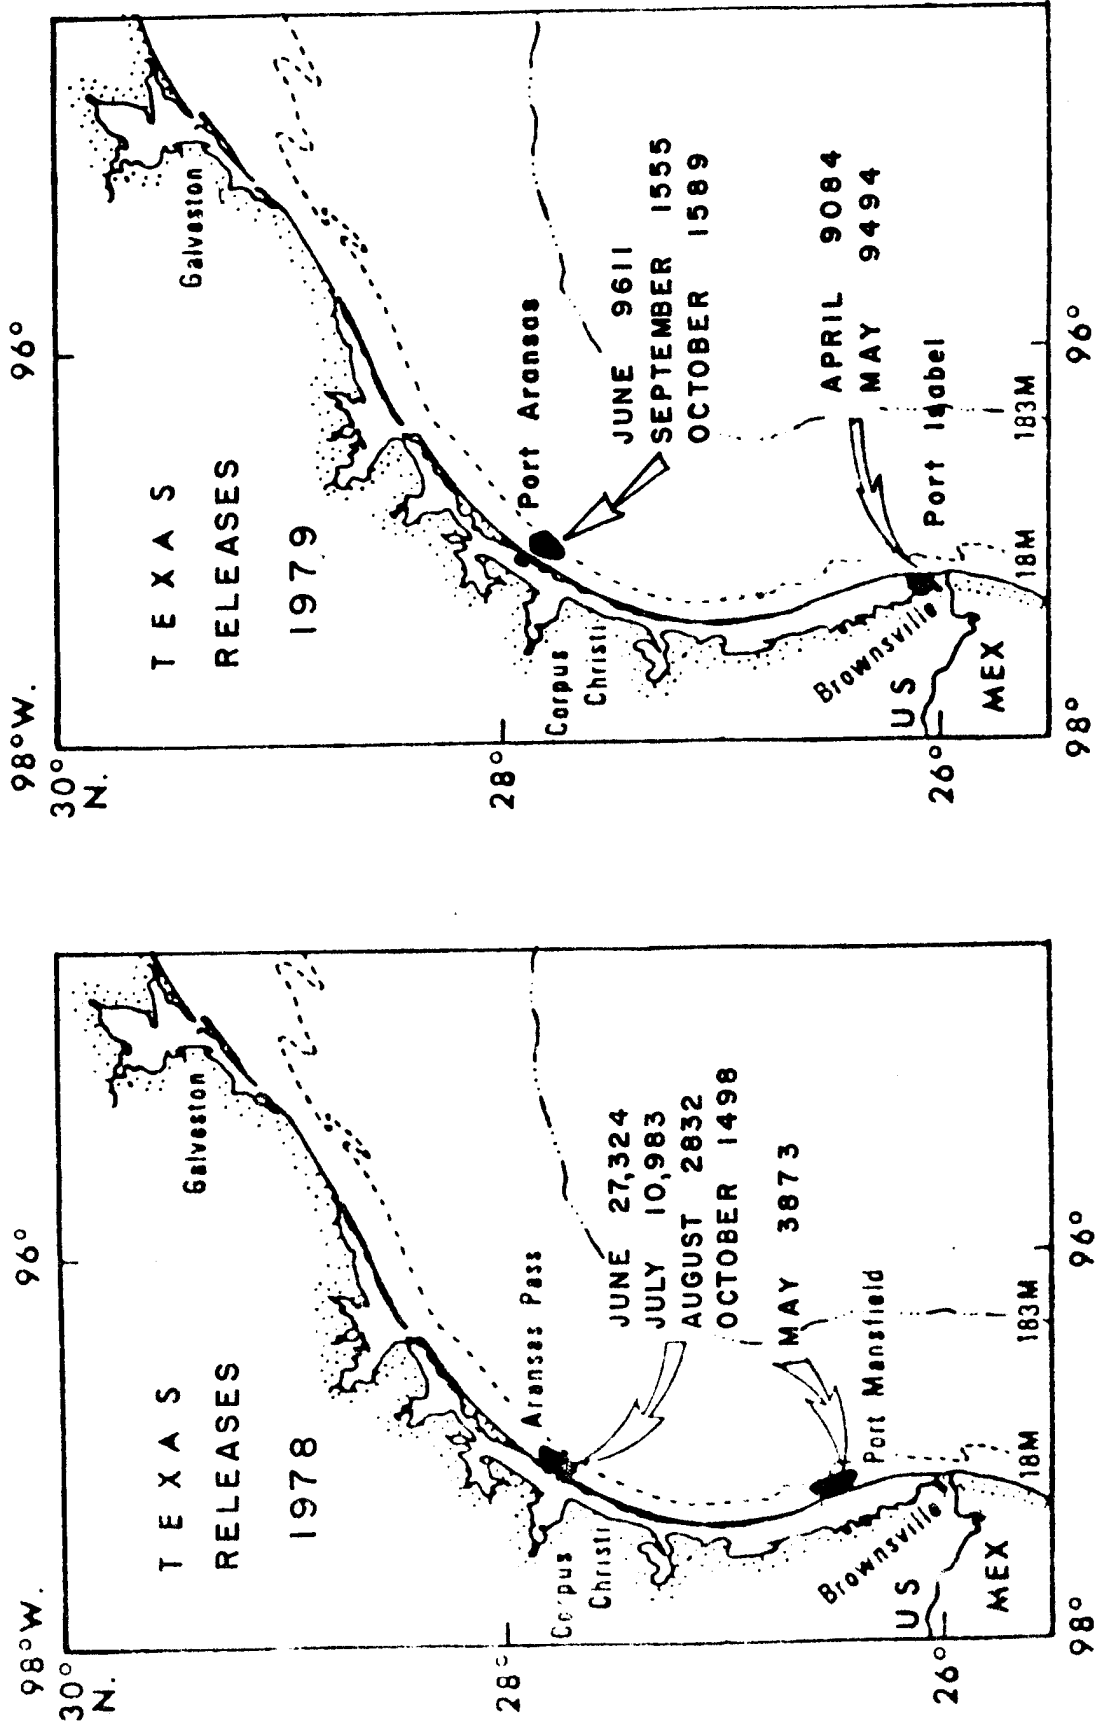 98°W.
96°
30°
N.
TEXAS
RELEASES
1978
Galveston
Aransas Pass
28°
Corpus
Christi
JUNE 27,324
JULY 10,983
AUGUST 2832
OCTOBER 1498
MAY 3873
Port Mansfield
Brownsville
26°
US
MEX
18M
183M
98°
96°
98°W.
96°
30°
N.
TEXAS
RELEASES
1979
Galveston
Port Aransas
28°
Corpus
Christi
JUNE 9611
SEPTEMBER 1555
OCTOBER 1589
APRIL 9084
MAY 9494
Port Isabel
Brownsville
26°
US
MEX
18M
183M
98°
96°